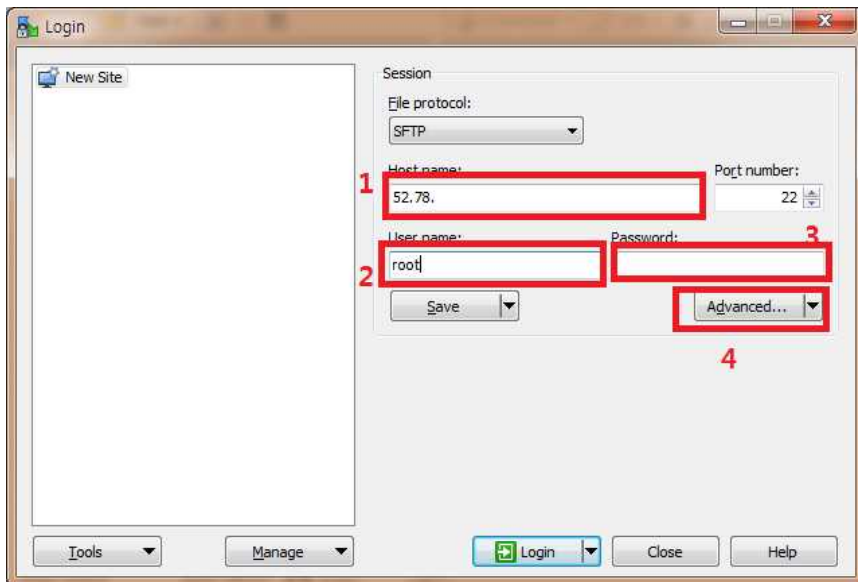 Login
New Site
Session
File protocol:
SFTP
Host name:
Port number:
1
52.78.
22
User name:
Password:
3
2
root
Save
Advanced...
4
Tools
Manage
Login
Close
Help